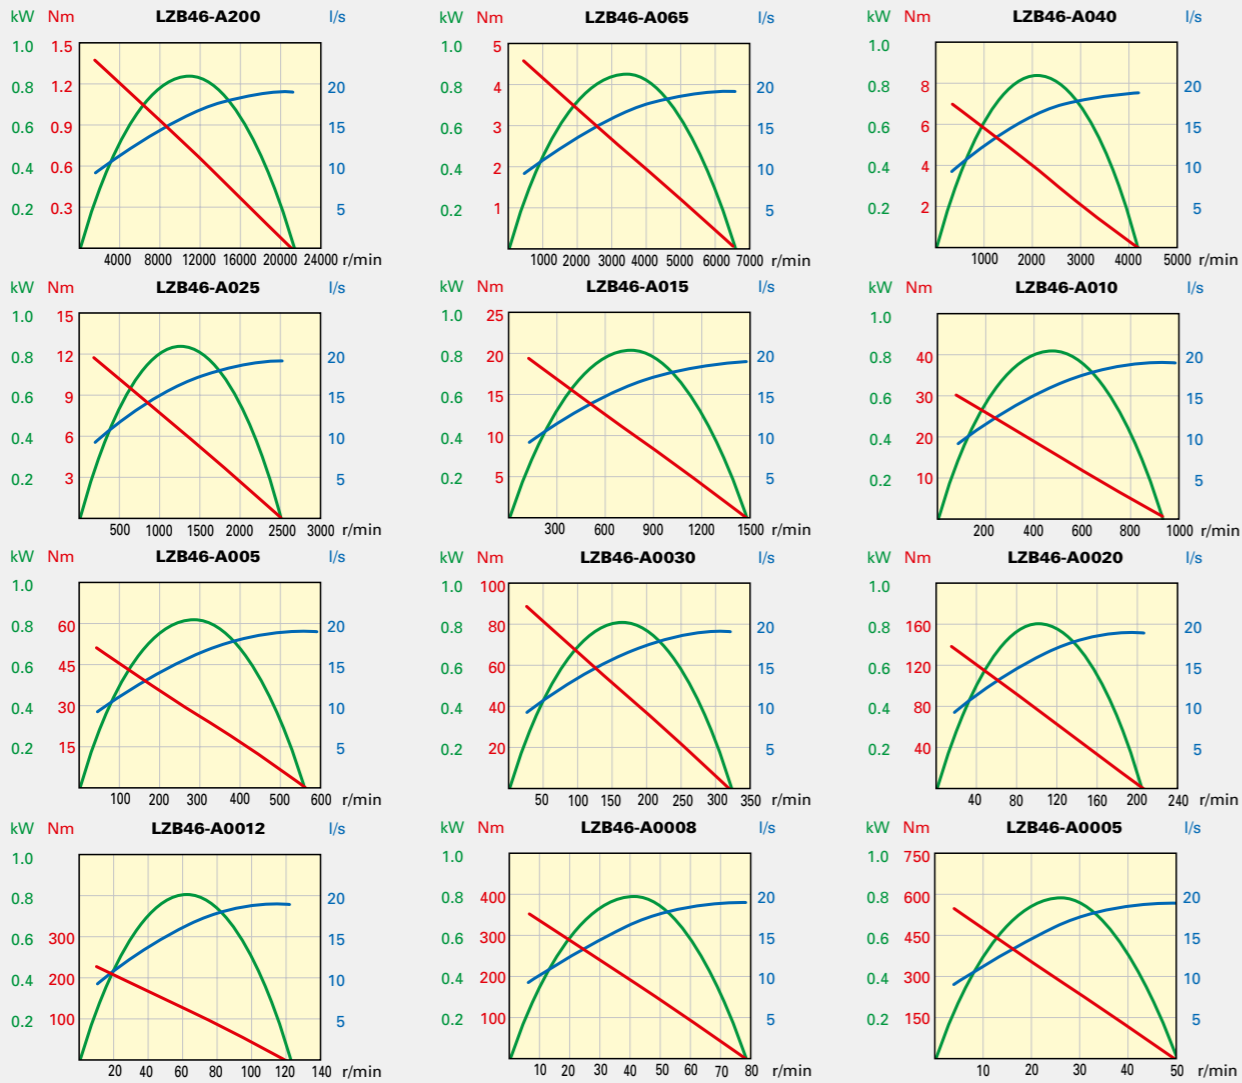 kW Nm LZB46-A200 l/s
1.0 1.5
0.8 1.2 20
0.6 0.9 15
0.4 0.6 10
0.2 0.3 5
4000 8000 12000 16000 20000 24000 r/min
kW Nm LZB46-A065 l/s
1.0 5
0.8 4 20
0.6 3 15
0.4 2 10
0.2 1 5
1000 2000 3000 4000 5000 6000 7000 r/min
kW Nm LZB46-A040 l/s
1.0
0.8 8 20
0.6 6 15
0.4 4 10
0.2 2 5
1000 2000 3000 4000 5000 r/min
kW Nm LZB46-A025 l/s
1.0 15
0.8 12 20
0.6 9 15
0.4 6 10
0.2 3 5
500 1000 1500 2000 2500 3000 r/min
kW Nm LZB46-A015 l/s
1.0 25
0.8 20 20
0.6 15 15
0.4 10 10
0.2 5 5
300 600 900 1200 1500 r/min
kW Nm LZB46-A010 l/s
1.0
0.8 40 20
0.6 30 15
0.4 20 10
0.2 10 5
200 400 600 800 1000 r/min
kW Nm LZB46-A005 l/s
1.0
0.8 60 20
0.6 45 15
0.4 30 10
0.2 15 5
100 200 300 400 500 600 r/min
kW Nm LZB46-A0030 l/s
1.0 100
0.8 80 20
0.6 60 15
0.4 40 10
0.2 20 5
50 100 150 200 250 300 350 r/min
kW Nm LZB46-A0020 l/s
1.0
0.8 160 20
0.6 120 15
0.4 80 10
0.2 40 5
40 80 120 160 200 240 r/min
kW Nm LZB46-A0012 l/s
1.0
0.8 20
0.6 300 15
0.4 200 10
0.2 100 5
20 40 60 80 100 120 140 r/min
kW Nm LZB46-A0008 l/s
1.0
0.8 400 20
0.6 300 15
0.4 200 10
0.2 100 5
10 20 30 40 50 60 70 80 r/min
kW Nm LZB46-A0005 l/s
1.0 750
0.8 600 20
0.6 450 15
0.4 300 10
0.2 150 5
10 20 30 40 50 r/min